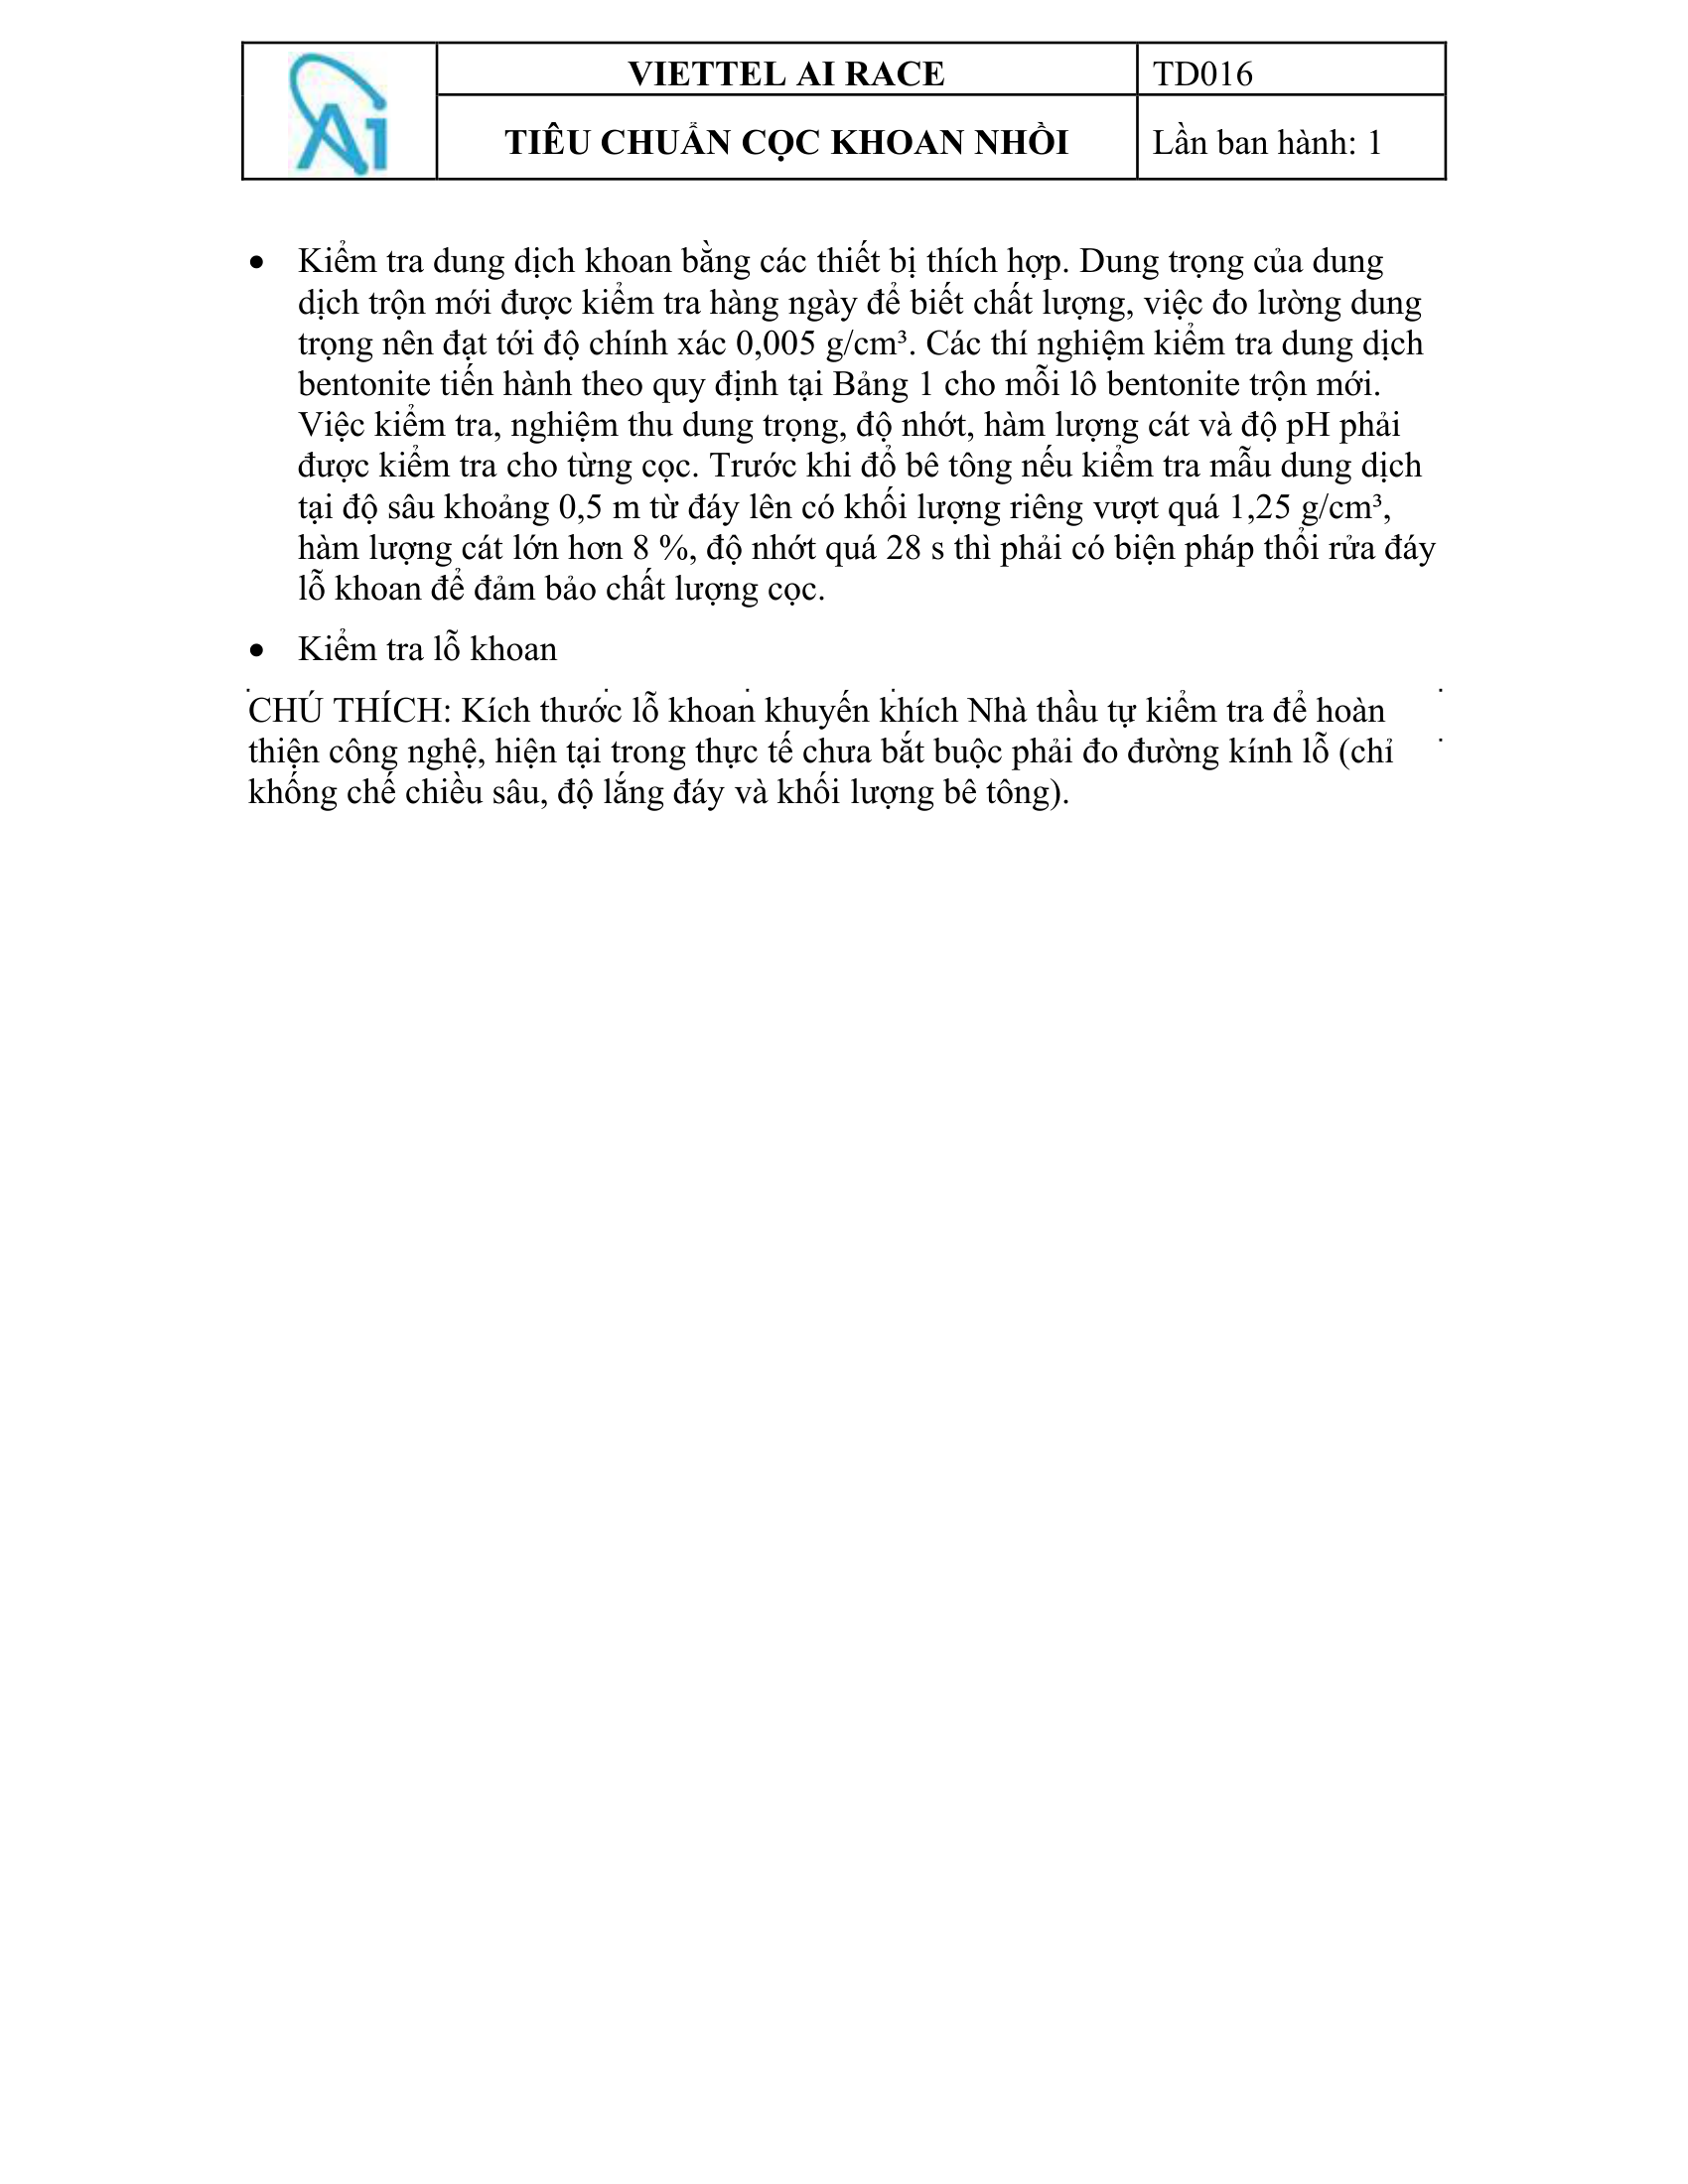 Ai
VIETTEL AI RACE
TD016
TIÊU CHUẨN CỌC KHOAN NHỒI
Lần ban hành: 1
• Kiểm tra dung dịch khoan bằng các thiết bị thích hợp. Dung trọng của dung
dịch trộn mới được kiểm tra hàng ngày để biết chất lượng, việc đo lường dung
trọng nên đạt tới độ chính xác 0,005 g/cm³. Các thí nghiệm kiểm tra dung dịch
bentonite tiến hành theo quy định tại Bảng 1 cho mỗi lô bentonite trộn mới.
Việc kiểm tra, nghiệm thu dung trọng, độ nhớt, hàm lượng cát và độ pH phải
được kiểm tra cho từng cọc. Trước khi đổ bê tông nếu kiểm tra mẫu dung dịch
tại độ sâu khoảng 0,5 m từ đáy lên có khối lượng riêng vượt quá 1,25 g/cm³,
hàm lượng cát lớn hơn 8 %, độ nhớt quá 28 s thì phải có biện pháp thổi rửa đáy
lỗ khoan để đảm bảo chất lượng cọc.
• Kiểm tra lỗ khoan
CHÚ THÍCH: Kích thước lỗ khoan khuyến khích Nhà thầu tự kiểm tra để hoàn
thiện công nghệ, hiện tại trong thực tế chưa bắt buộc phải đo đường kính lỗ (chỉ
khống chế chiều sâu, độ lắng đáy và khối lượng bê tông).